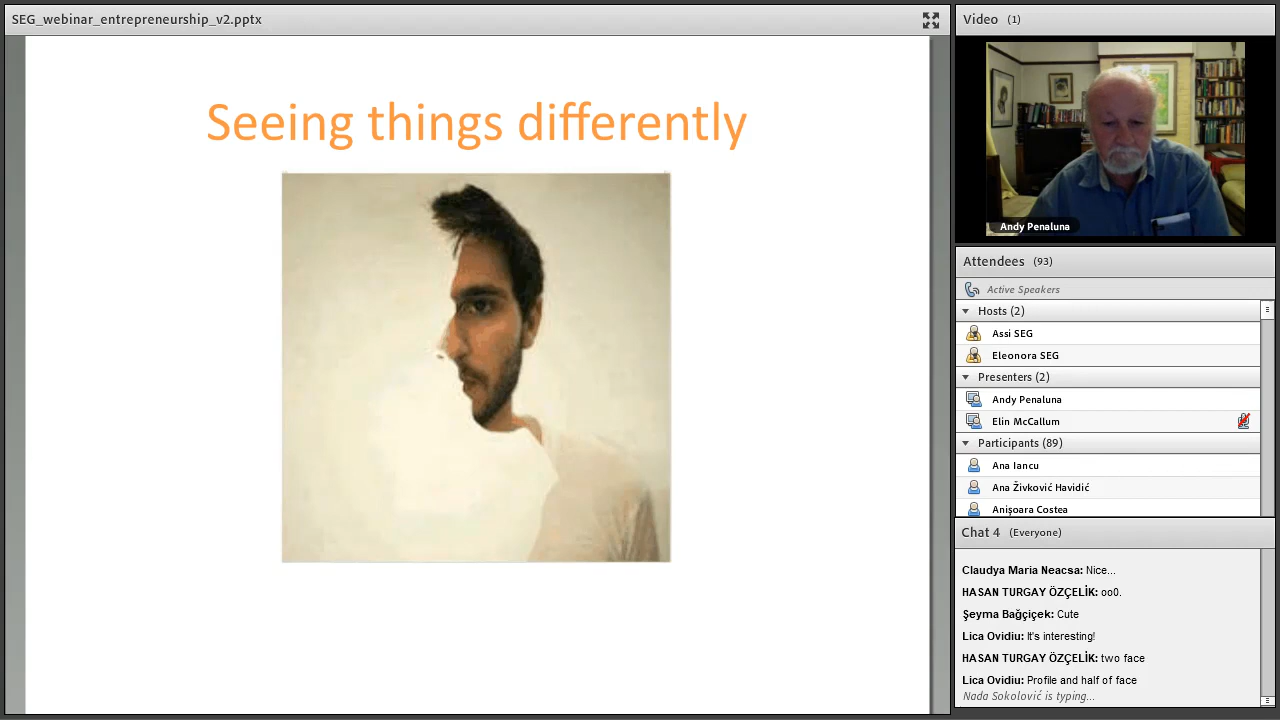 SEG_webinar_entrepreneurship_v2.pptx
Seeing things differently
Video (1)
Andy Penaluna
Attendees (93)
Active Speakers
Hosts (2)
Assi SEG
Eleonora SEG
Presenters (2)
Andy Penaluna
Elin McCallum
Participants (89)
Ana Iancu
Ana Živković Havidić
Anişoara Costea
Chat 4 (Everyone)
Claudya Maria Neacsa: Nice...
HASAN TURGAY ÖZÇELİK: oo0.
Şeyma Bağçiçek: Cute
Lica Ovidiu: It's interesting!
HASAN TURGAY ÖZÇELİK: two face
Lica Ovidiu: Profile and half of face
Nada Sokolović is typing...